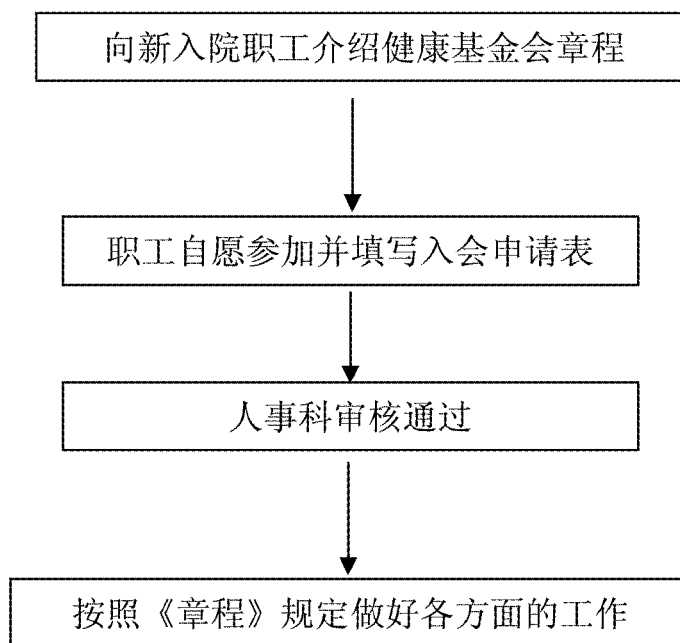 向新入院职工介绍健康基金会章程
职工自愿参加并填写入会申请表
人事科审核通过
按照《章程》规定做好各方面的工作